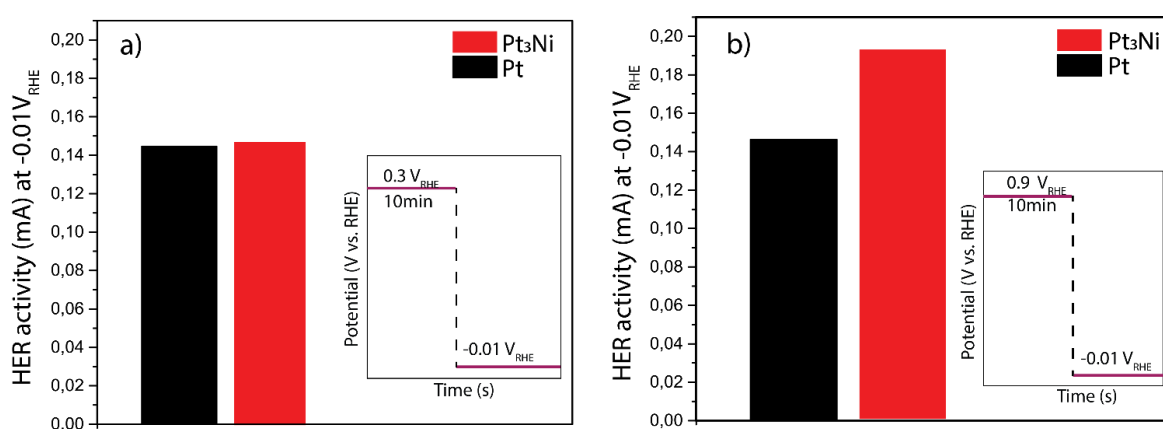 a)
Pt₃Ni
Pt
HER activity (mA) at -0.01V_RHE
0,20
0,18
0,16
0,14
0,12
0,10
0,08
0,06
0,04
0,02
0,00
0.3 V_RHE
10min
-0.01 V_RHE
Potential (V vs. RHE)
Time (s)
b)
Pt₃Ni
Pt
HER activity (mA) at -0.01V_RHE
0,20
0,18
0,16
0,14
0,12
0,10
0,08
0,06
0,04
0,02
0,00
0.9 V_RHE
10min
-0.01 V_RHE
Potential (V vs. RHE)
Time (s)